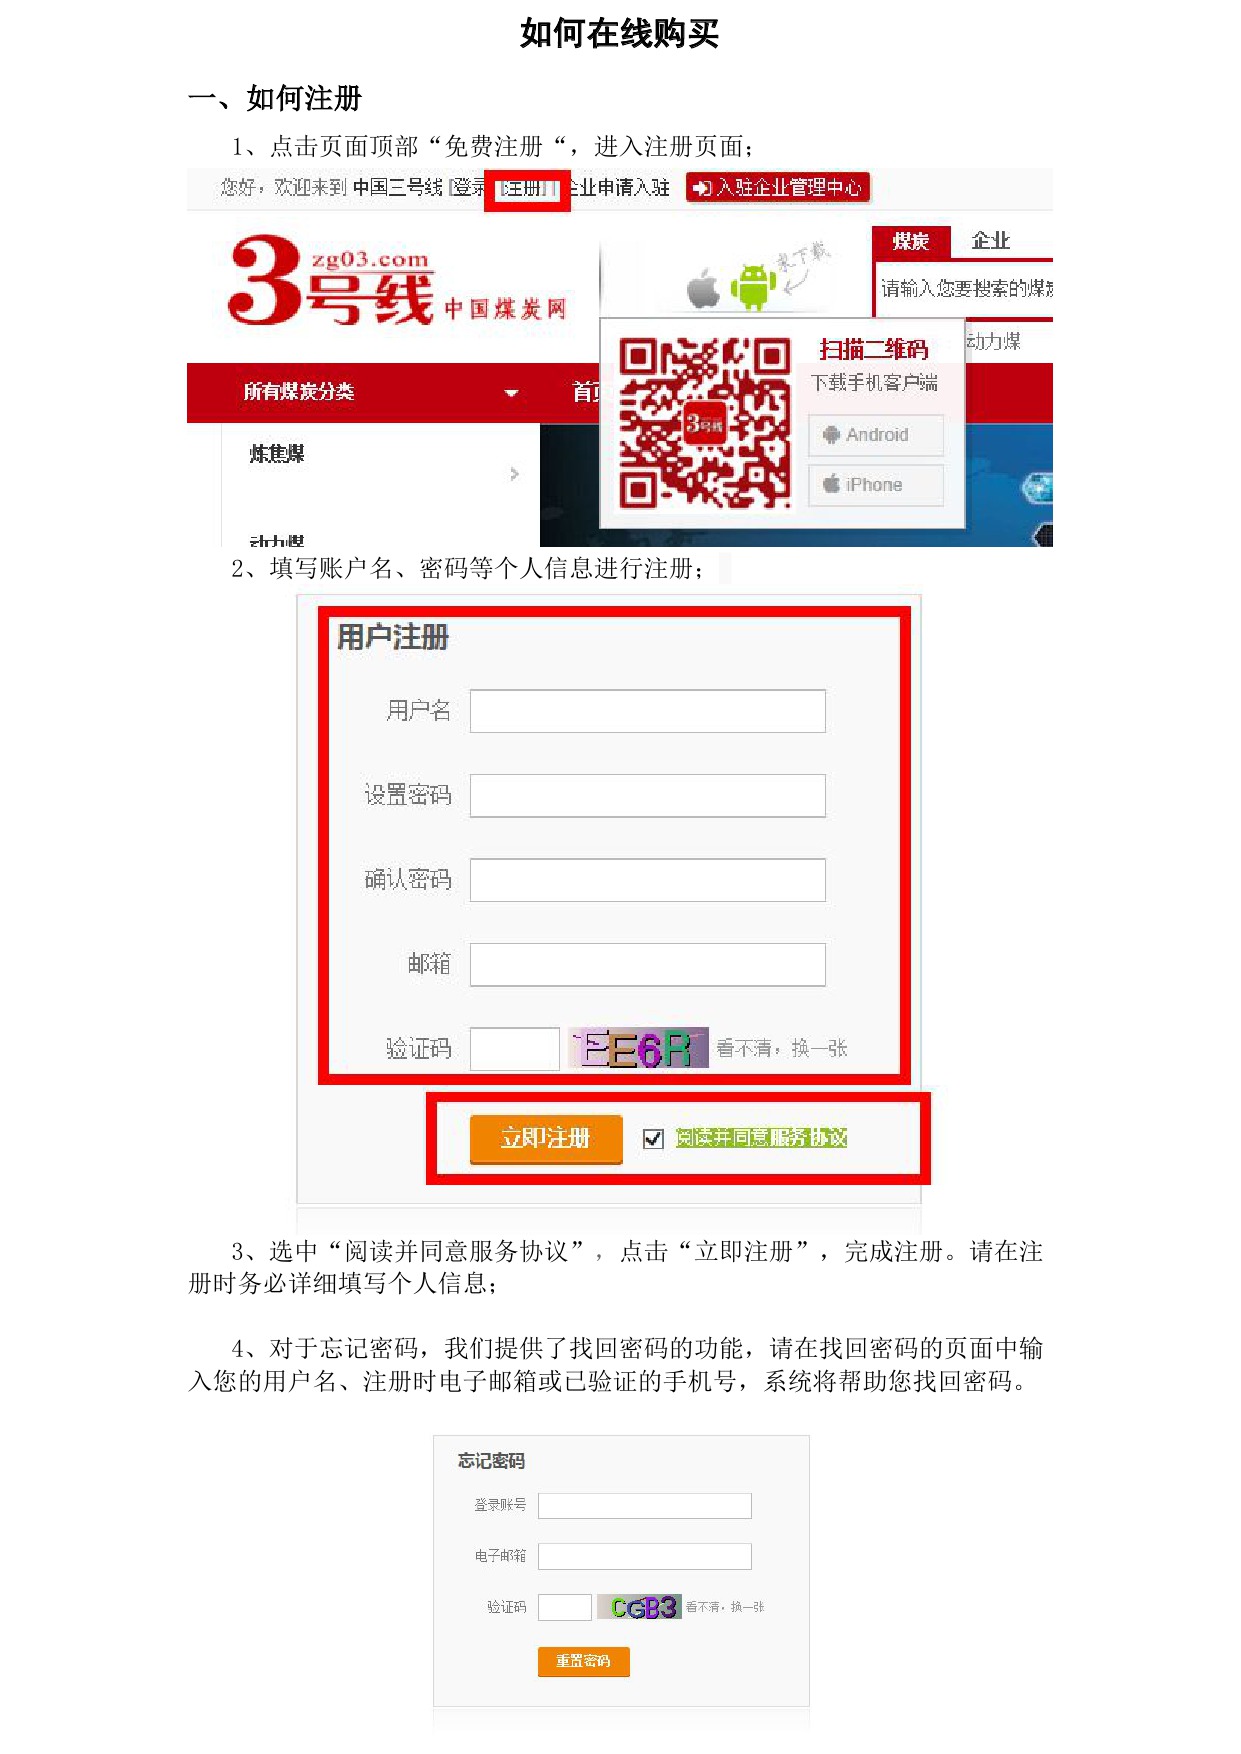 如何在线购买
一、如何注册
1、点击页面顶部“免费注册“，进入注册页面；
您好，欢迎来到 中国三号线 [登录 [注册] 企业申请入驻 入驻企业管理中心
煤炭 企业
zg03.com
3号线 中国煤炭网
来下载
请输入您要搜索的煤炭
动力煤
扫描二维码
下载手机客户端
所有煤炭分类 首页
3号线
Android
炼焦煤
iPhone
动力煤
2、填写账户名、密码等个人信息进行注册；
用户注册
用户名
设置密码
确认密码
邮箱
验证码 EE6R 看不清，换一张
立即注册 阅读并同意服务协议
3、选中“阅读并同意服务协议”，点击“立即注册”，完成注册。请在注
册时务必详细填写个人信息；
4、对于忘记密码，我们提供了找回密码的功能，请在找回密码的页面中输
入您的用户名、注册时电子邮箱或已验证的手机号，系统将帮助您找回密码。
忘记密码
登录账号
电子邮箱
验证码 CGB3 看不清，换一张
重置密码